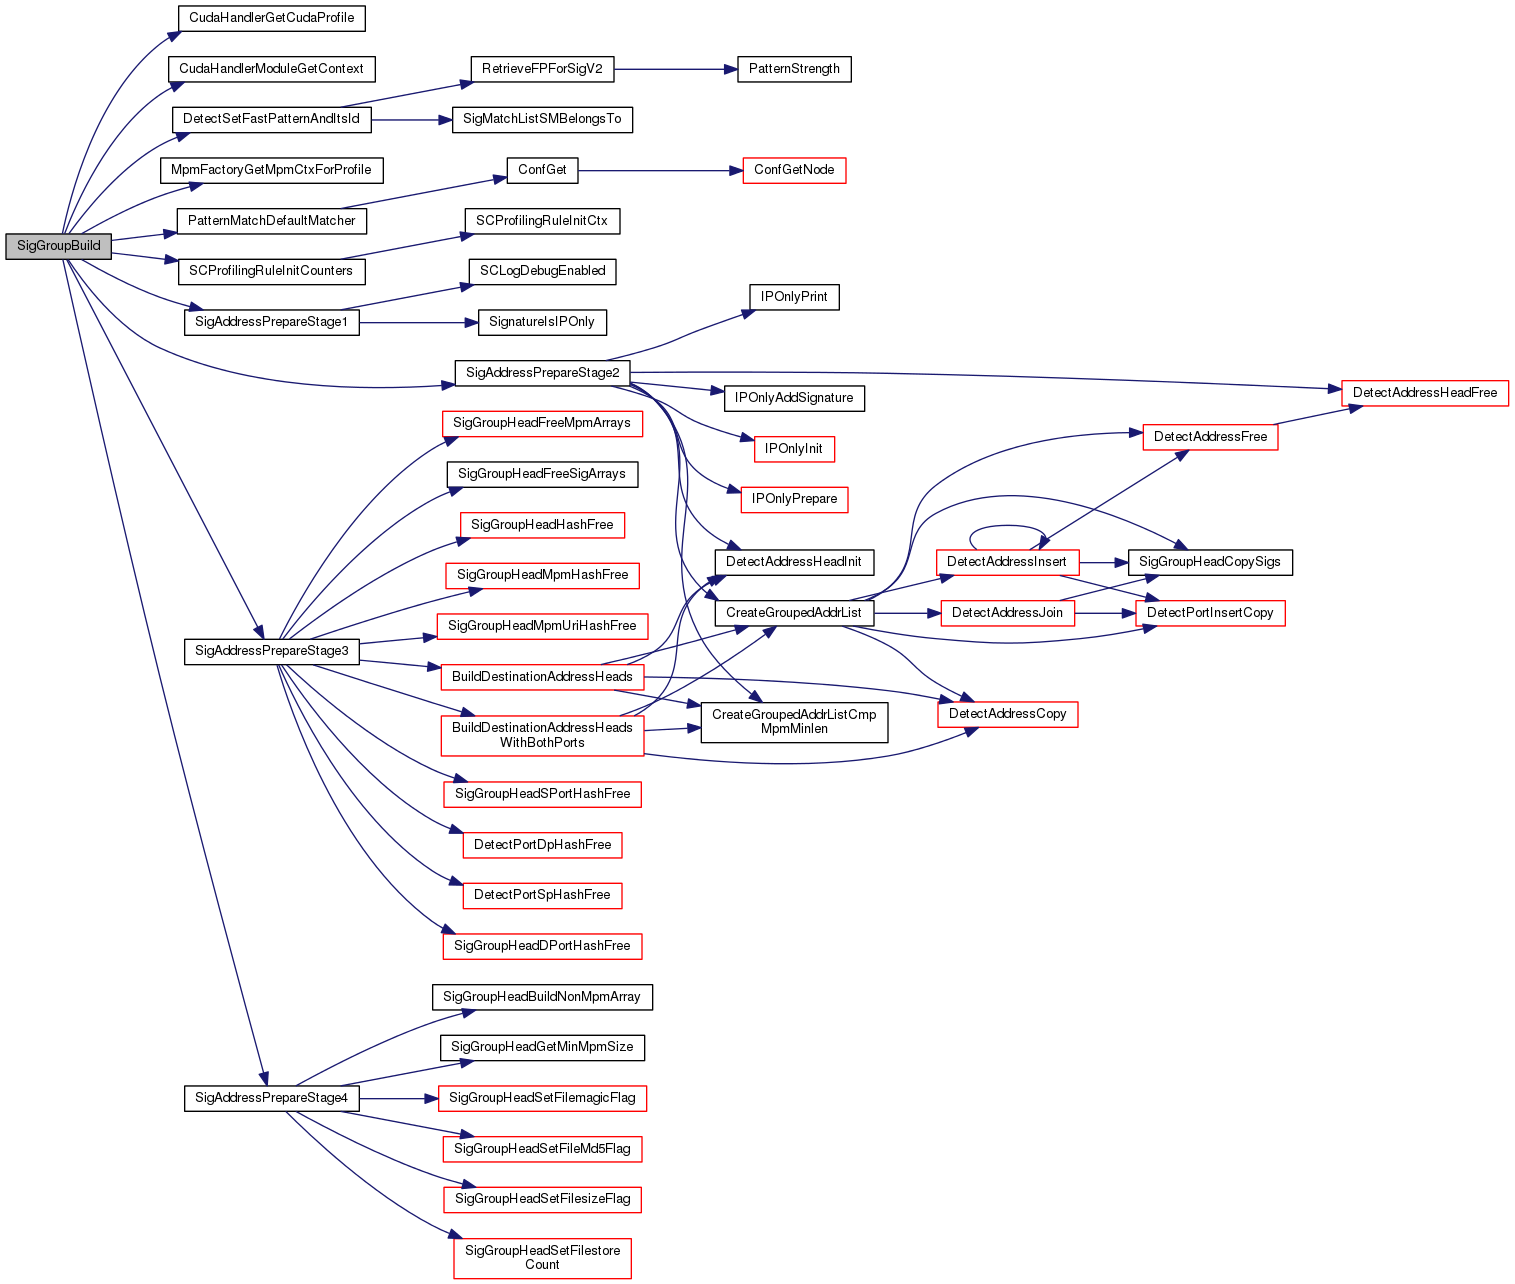 CudaHandlerGetCudaProfile
CudaHandlerModuleGetContext
RetrieveFPForSigV2
PatternStrength
DetectSetFastPatternAndItsId
SigMatchListSMBelongsTo
MpmFactoryGetMpmCtxForProfile
ConfGet
ConfGetNode
PatternMatchDefaultMatcher
SCProfilingRuleInitCtx
SigGroupBuild
SCProfilingRuleInitCounters
SCLogDebugEnabled
IPOnlyPrint
SigAddressPrepareStage1
SignatureIsIPOnly
SigAddressPrepareStage2
DetectAddressHeadFree
IPOnlyAddSignature
SigGroupHeadFreeMpmArrays
DetectAddressFree
IPOnlyInit
SigGroupHeadFreeSigArrays
IPOnlyPrepare
SigGroupHeadHashFree
DetectAddressHeadInit
DetectAddressInsert
SigGroupHeadCopySigs
SigGroupHeadMpmHashFree
CreateGroupedAddrList
DetectAddressJoin
DetectPortInsertCopy
SigGroupHeadMpmUriHashFree
SigAddressPrepareStage3
BuildDestinationAddressHeads
CreateGroupedAddrListCmp
MpmMinlen
DetectAddressCopy
BuildDestinationAddressHeads
WithBothPorts
SigGroupHeadSPortHashFree
DetectPortDpHashFree
DetectPortSpHashFree
SigGroupHeadDPortHashFree
SigGroupHeadBuildNonMpmArray
SigGroupHeadGetMinMpmSize
SigAddressPrepareStage4
SigGroupHeadSetFilemagicFlag
SigGroupHeadSetFileMd5Flag
SigGroupHeadSetFilesizeFlag
SigGroupHeadSetFilestore
Count